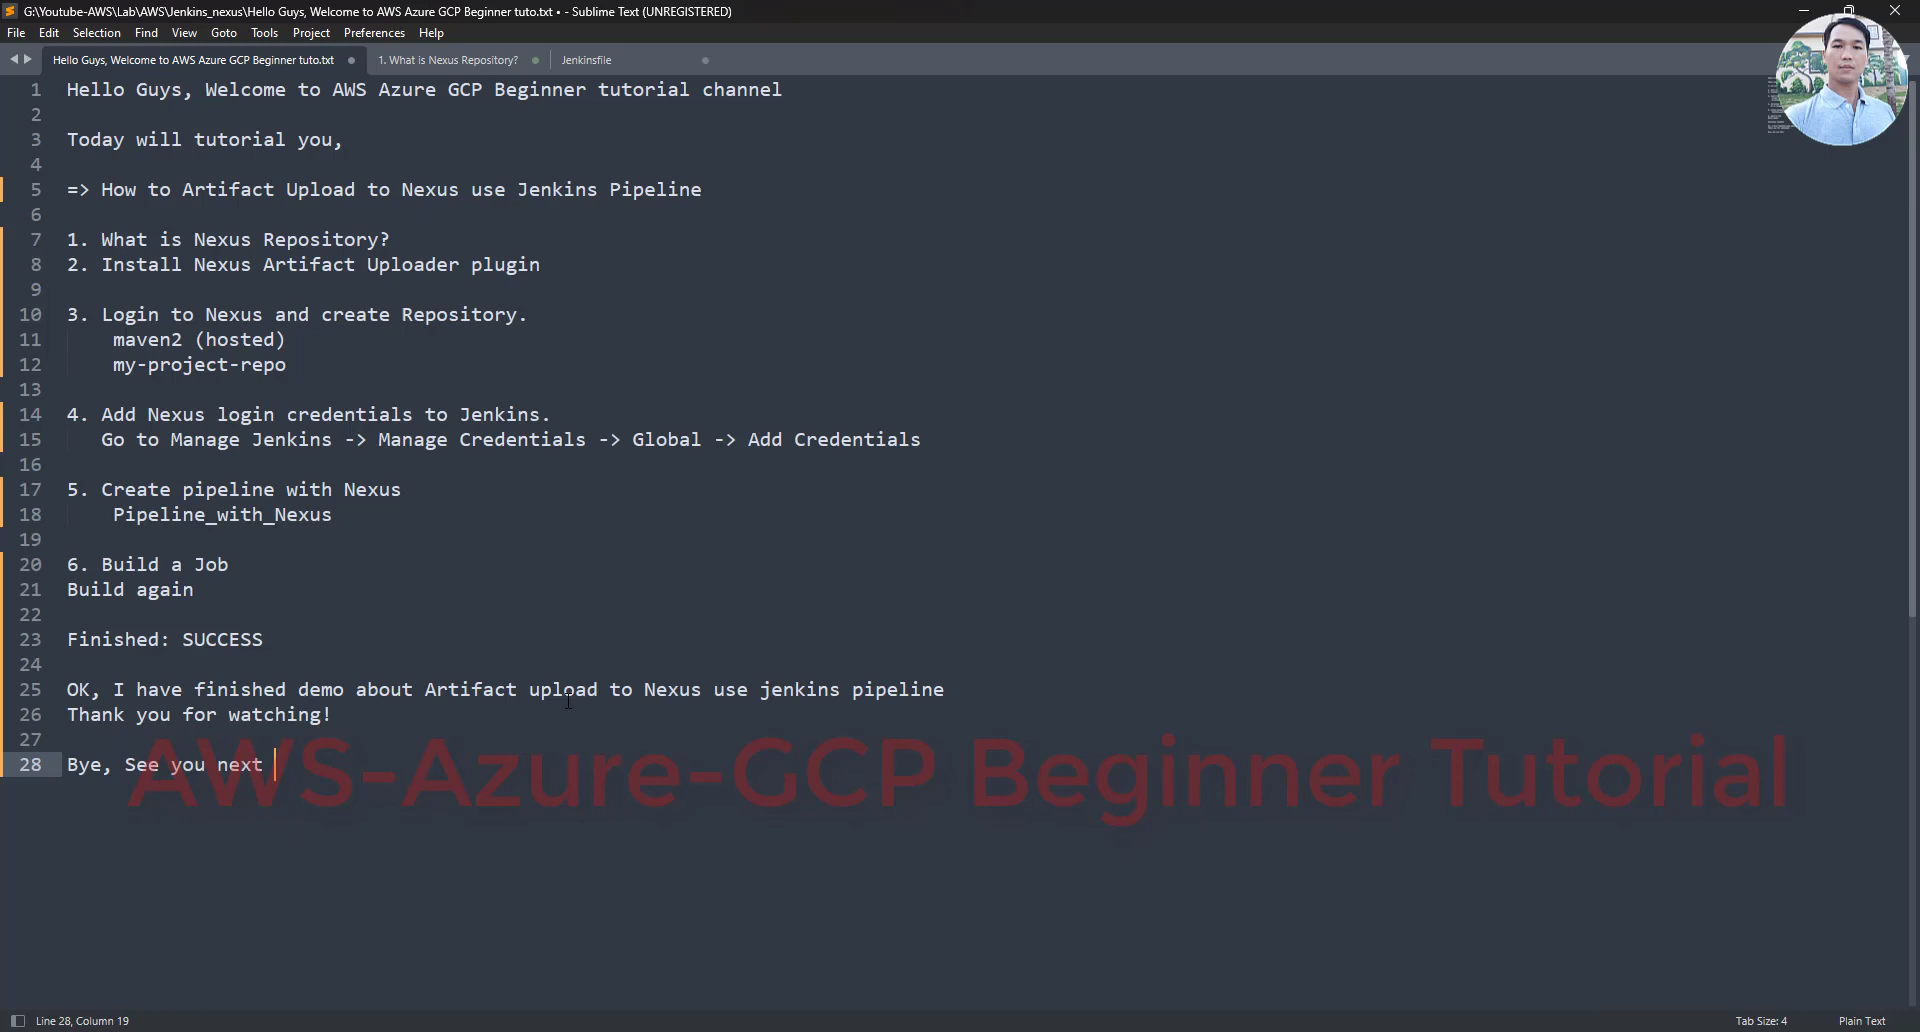 G:\Youtube-AWS\Lab\AWS\Jenkins_nexus\Hello Guys, Welcome to AWS Azure GCP Beginner tuto.txt • - Sublime Text (UNREGISTERED)
File Edit Selection Find View Goto Tools Project Preferences Help
Hello Guys, Welcome to AWS Azure GCP Beginner tuto.txt 1. What is Nexus Repository? Jenkinsfile
1 Hello Guys, Welcome to AWS Azure GCP Beginner tutorial channel
2
3 Today will tutorial you,
4
5 => How to Artifact Upload to Nexus use Jenkins Pipeline
6
7 1. What is Nexus Repository?
8 2. Install Nexus Artifact Uploader plugin
9
10 3. Login to Nexus and create Repository.
11 maven2 (hosted)
12 my-project-repo
13
14 4. Add Nexus login credentials to Jenkins.
15 Go to Manage Jenkins -> Manage Credentials -> Global -> Add Credentials
16
17 5. Create pipeline with Nexus
18 Pipeline_with_Nexus
19
20 6. Build a Job
21 Build again
22
23 Finished: SUCCESS
24
25 OK, I have finished demo about Artifact upload to Nexus use jenkins pipeline
26 Thank you for watching!
27
28 Bye, See you next
AWS-Azure-GCP Beginner Tutorial
Line 28, Column 19 Tab Size: 4 Plain Text